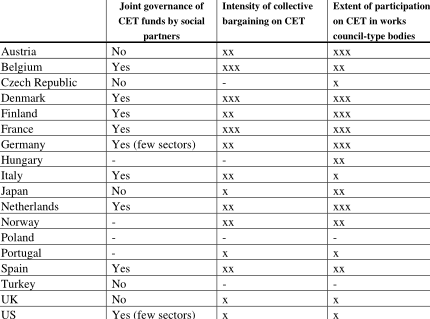 Joint governance of CET funds by social partners Intensity of collective bargaining on CET Extent of participation on CET in works council-type bodies
Austria No xx xxx
Belgium Yes xxx xx
Czech Republic No - x
Denmark Yes xxx xxx
Finland Yes xx xxx
France Yes xxx xxx
Germany Yes (few sectors) xx xxx
Hungary - - xx
Italy Yes xx x
Japan No x xx
Netherlands Yes xx xxx
Norway - xx xx
Poland - - -
Portugal - x x
Spain Yes xx xx
Turkey No - -
UK No x x
US Yes (few sectors) x x